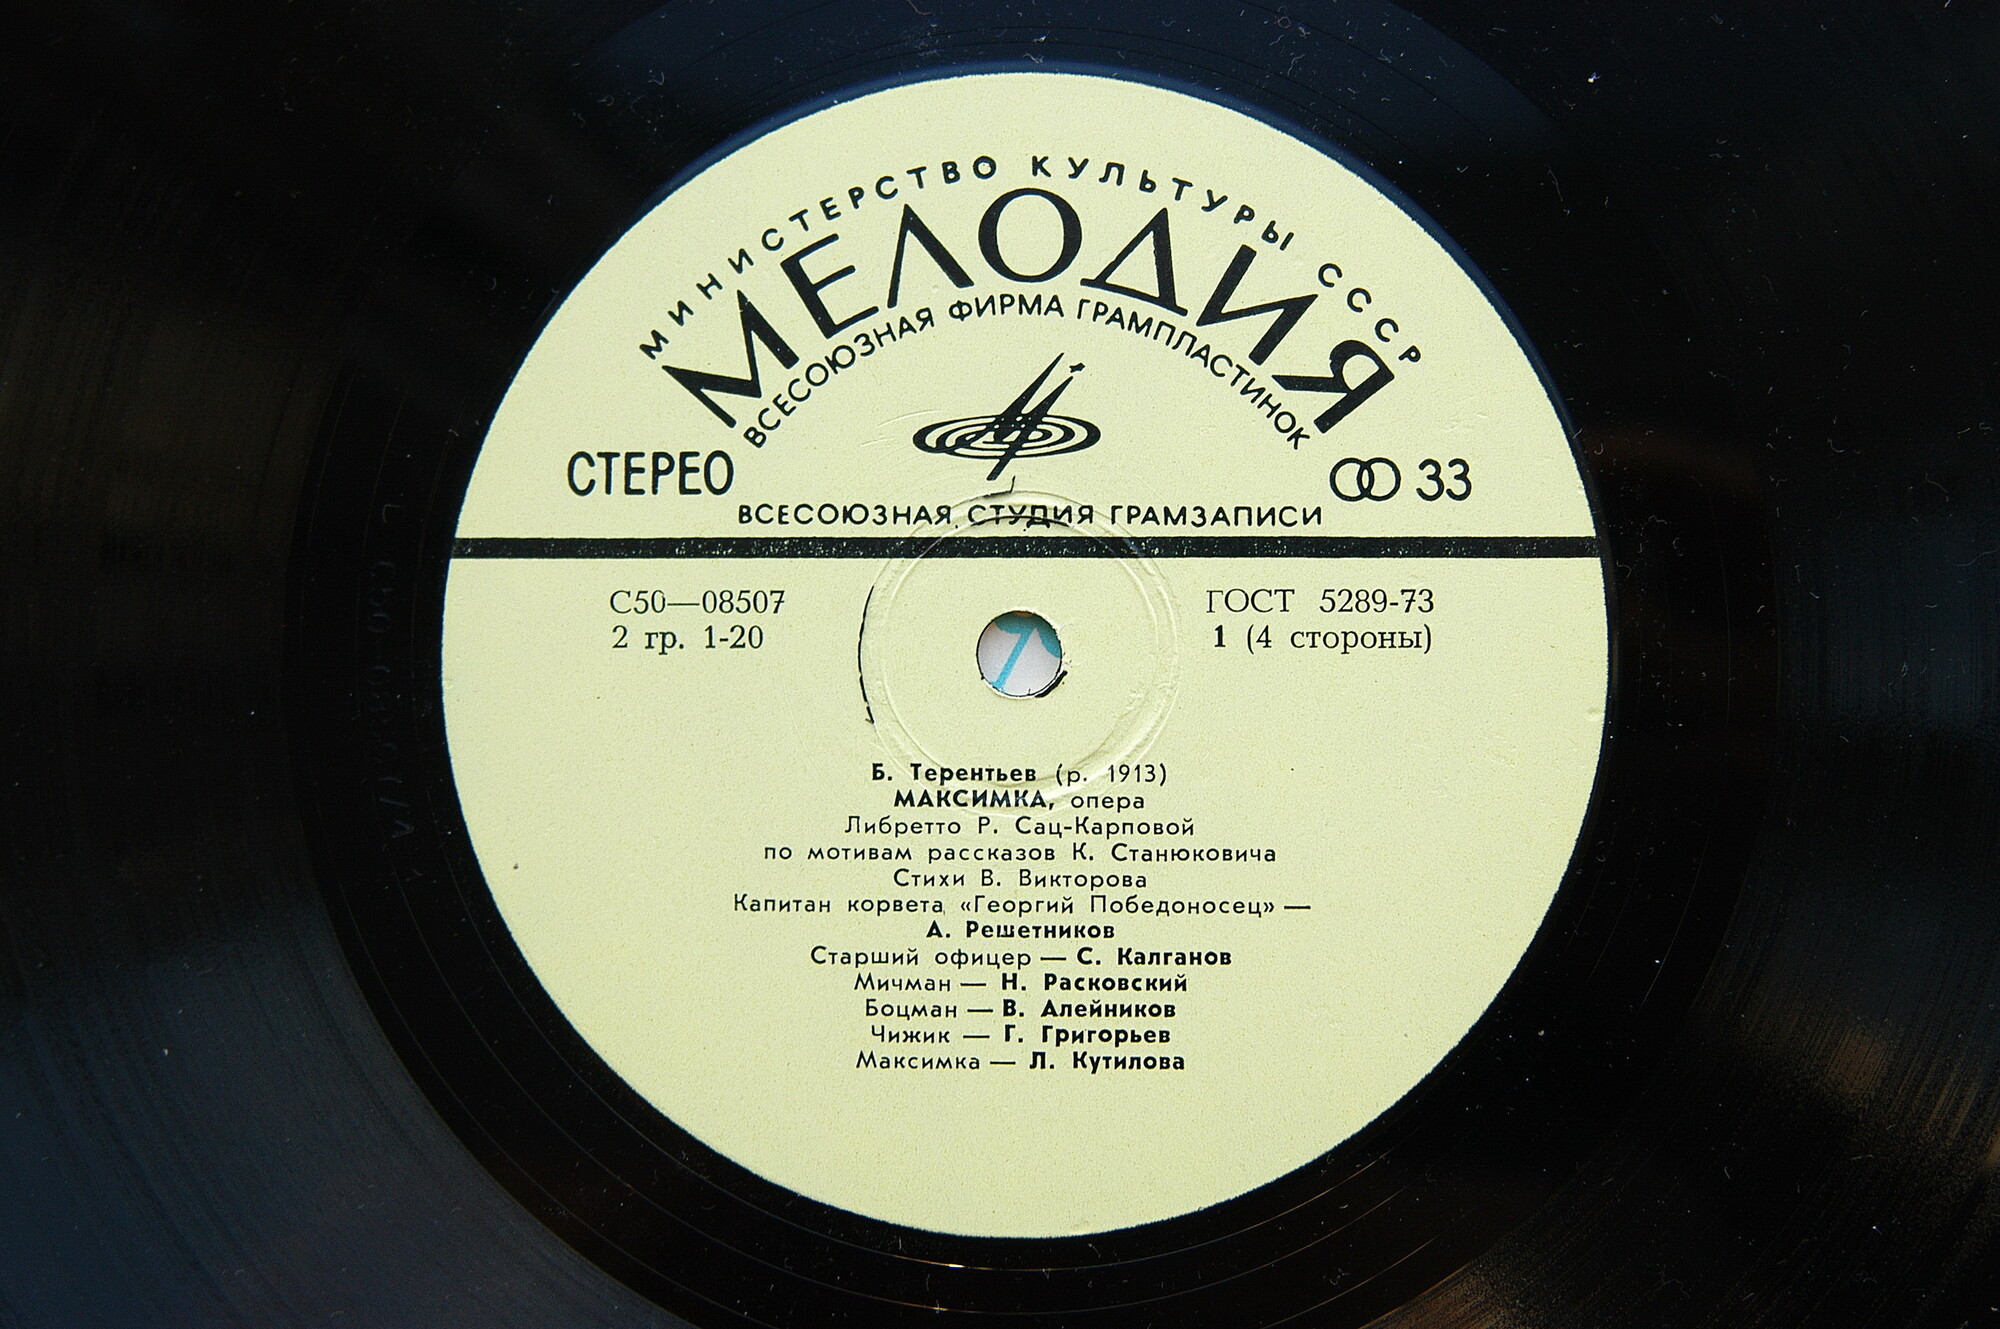 МИНИСТЕРСТВО КУЛЬТУРЫ СССР
МЕЛОДИЯ
ВСЕСОЮЗНАЯ ФИРМА ГРАМПЛАСТИНОК
СТЕРЕО
33
ВСЕСОЮЗНАЯ СТУДИЯ ГРАМЗАПИСИ
С50—08507
ГОСТ 5289-73
2 гр. 1-20
1 (4 стороны)
Б. Терентьев (р. 1913)
МАКСИМКА, опера
Либретто Р. Сац-Карповой
по мотивам рассказов К. Станюковича
Стихи В. Викторова
Капитан корвета «Георгий Победоносец» —
А. Решетников
Старший офицер — С. Калганов
Мичман — Н. Расковский
Боцман — В. Алейников
Чижик — Г. Григорьев
Максимка — Л. Кутилова